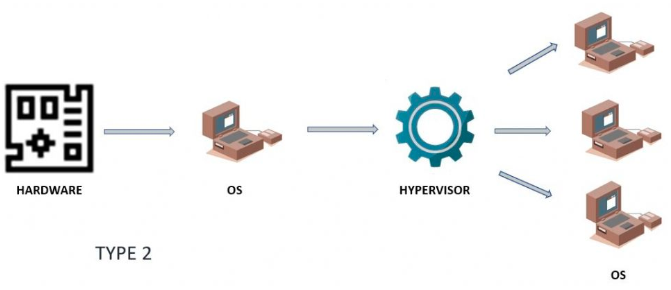 HARDWARE
OS
HYPERVISOR
TYPE 2
OS